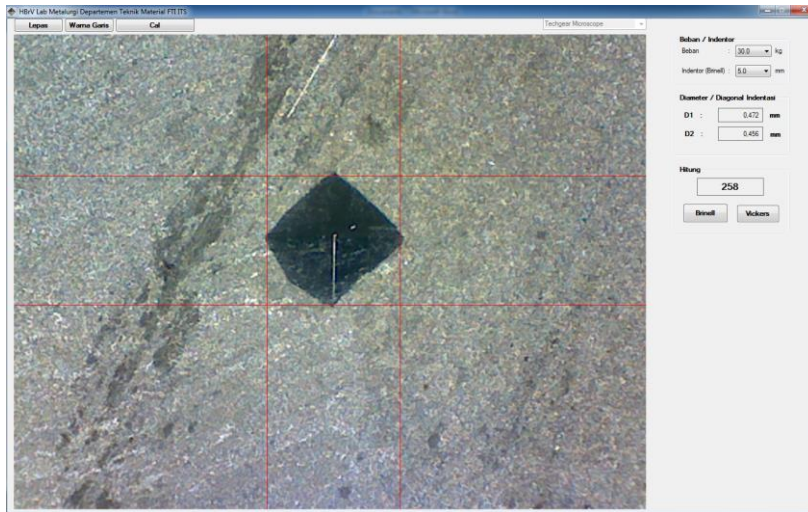 HBrV Lab Metalurgi Departemen Teknik Material FTI ITS
Lepas Warna Garis Cal Techgear Microscope
Beban / Indentor
Beban : 30.0 kg
Indentor (Brinell) : 5.0 mm
Diameter / Diagonal Indentasi
D1 : 0.472 mm
D2 : 0.456 mm
Hitung
258
Brinell Vickers